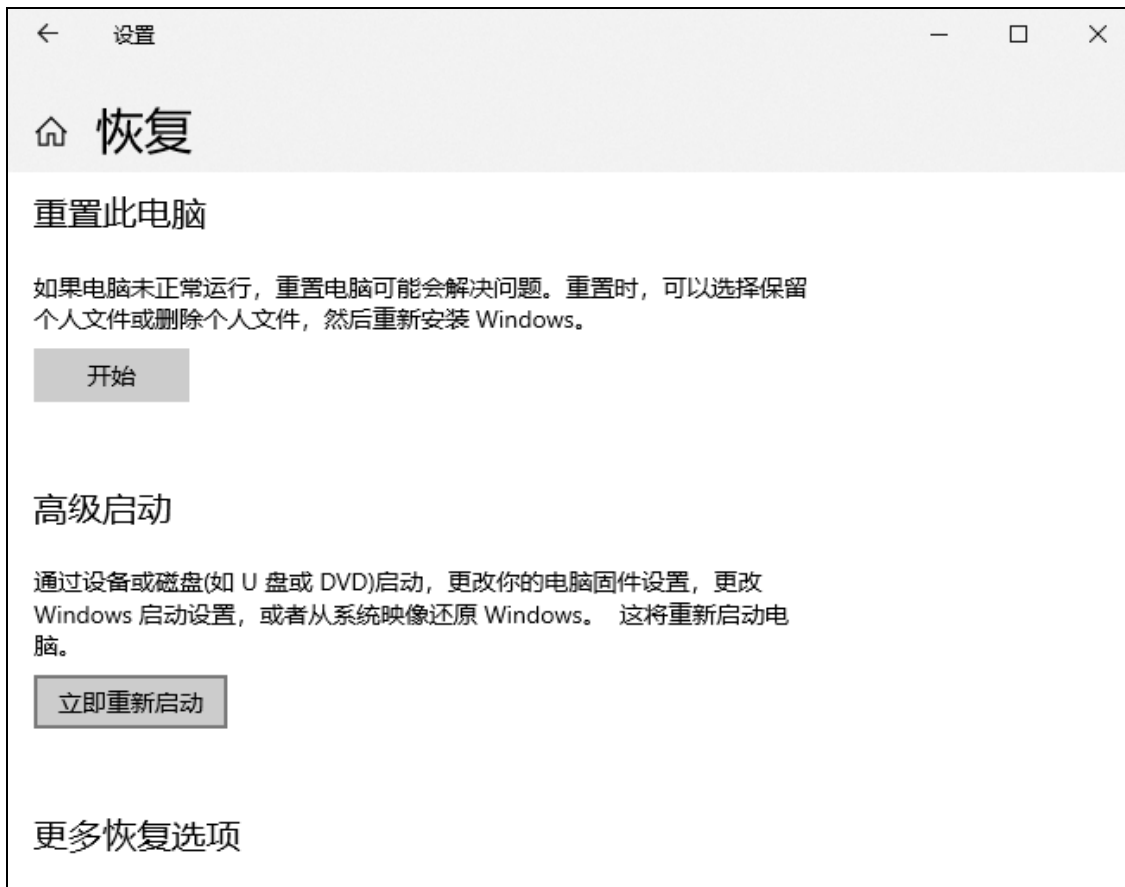 设置
恢复
重置此电脑
如果电脑未正常运行，重置电脑可能会解决问题。重置时，可以选择保留
个人文件或删除个人文件，然后重新安装 Windows。
开始
高级启动
通过设备或磁盘(如 U 盘或 DVD)启动，更改你的电脑固件设置，更改
Windows 启动设置，或者从系统映像还原 Windows。 这将重新启动电
脑。
立即重新启动
更多恢复选项